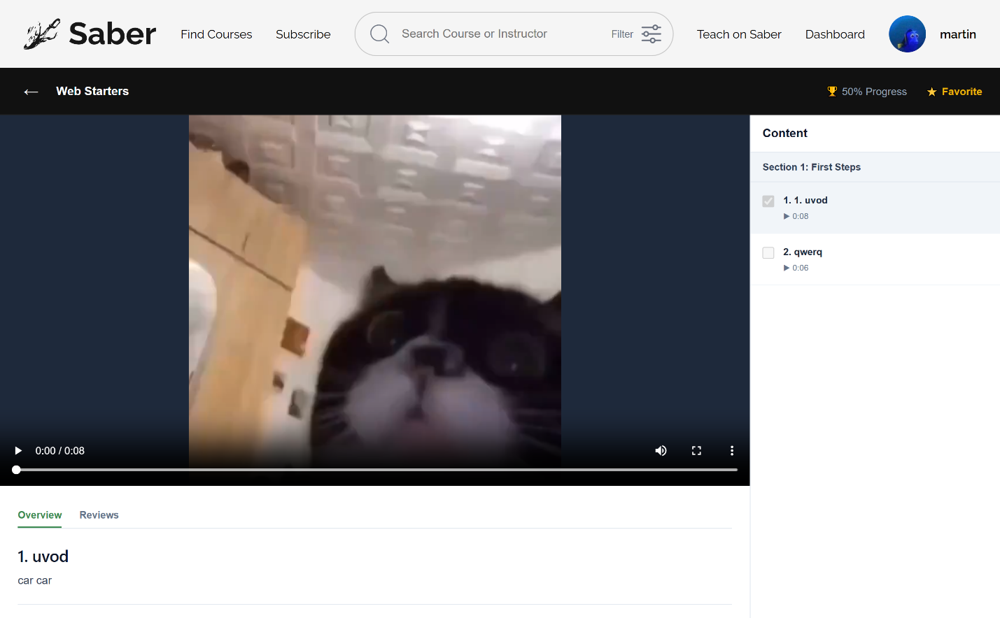 Saber
Find Courses
Subscribe
Search Course or Instructor
Filter
Teach on Saber
Dashboard
martin
Web Starters
50% Progress
Favorite
Content
Section 1: First Steps
1. 1. uvod
0:08
2. qwerq
0:06
0:00 / 0:08
Overview
Reviews
1. uvod
car car